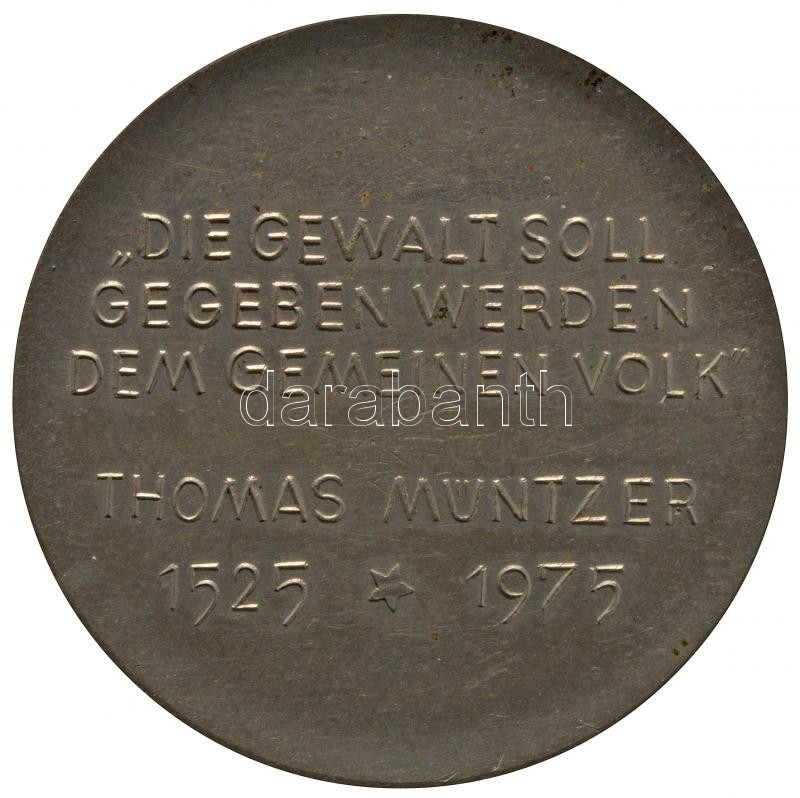 „DIE GEWALT SOLL
GEGEBEN WERDEN
DEM GEMEINEN VOLK"
darabanth
THOMAS MÜNTZER
1525 ★ 1975